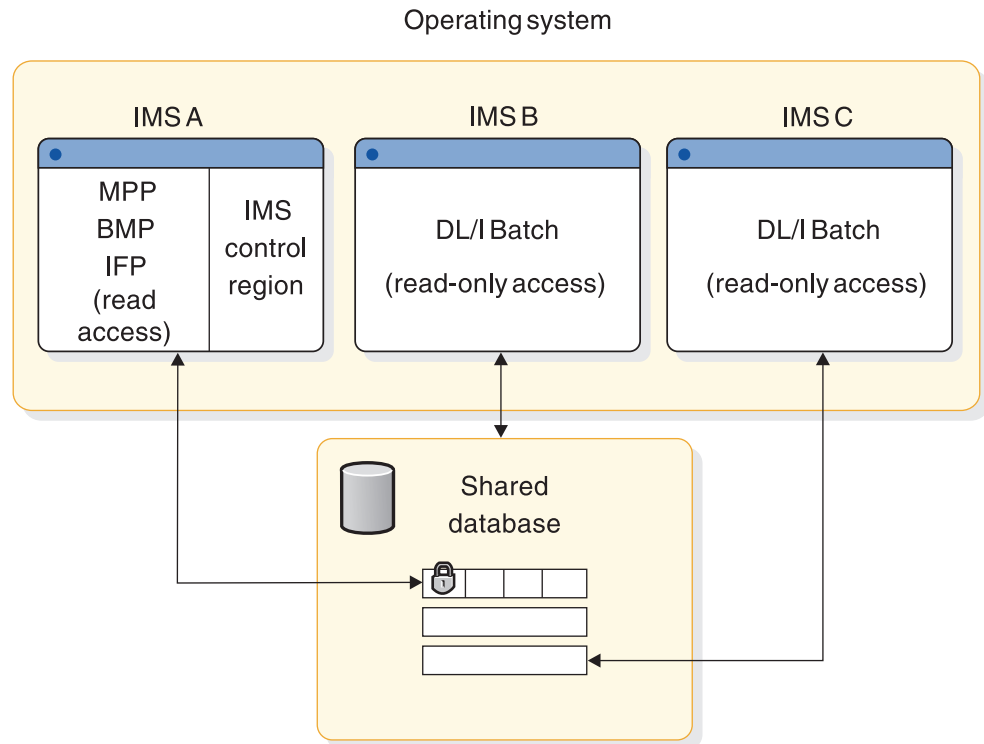 Operating system
IMS A
IMS B
IMS C
MPP
BMP
IFP
(read
access)
IMS
control
region
DL/I Batch
(read-only access)
DL/I Batch
(read-only access)
Shared
database